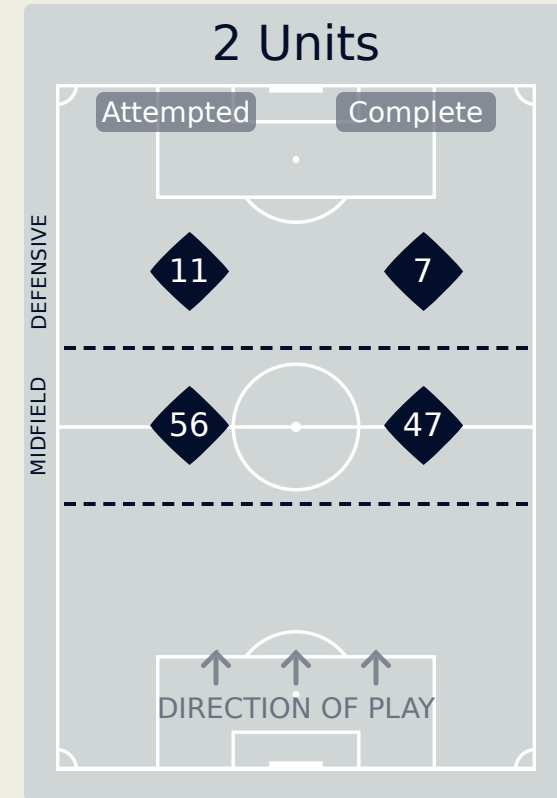 2 Units
Attempted Complete
DEFENSIVE
11 7
MIDFIELD
56 47
DIRECTION OF PLAY